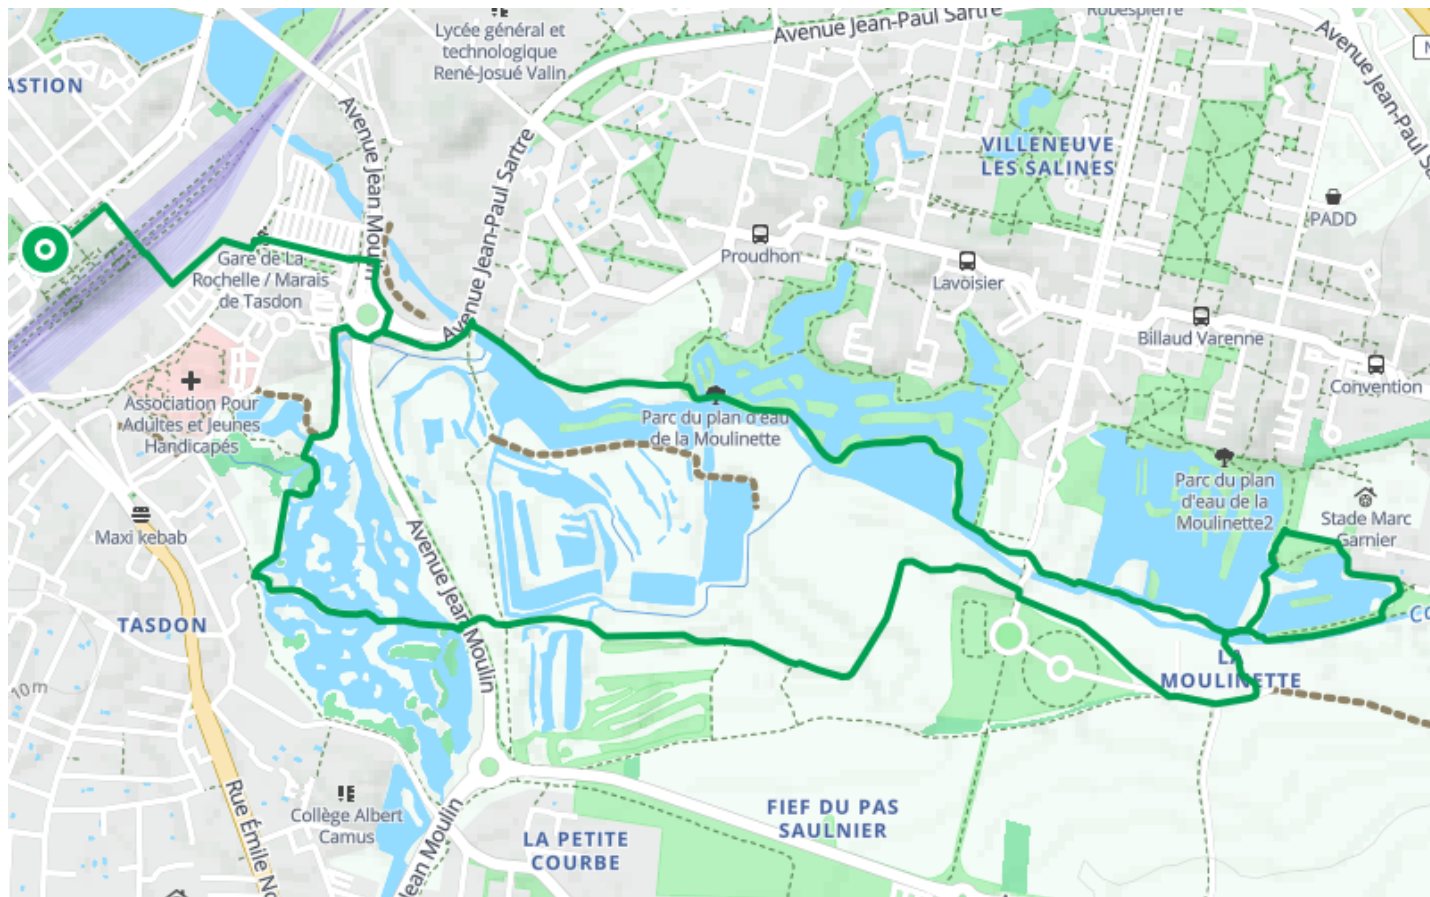 Robespierre
Avenue Jean-Paul Sartre
Avenue Jean-Paul S
N
Lycée général et
technologique
René-Josué Valin
ASTION
Avenue Jean Moulin
Avenue Jean-Paul Sartre
VILLENEUVE
LES SALINES
PADD
Proudhon
Lavoisier
Gare de La
Rochelle / Marais
de Tasdon
Billaud Varenne
Convention
Association Pour
Adultes et Jeunes
Handicapés
Parc du plan d'eau
de la Moulinette
Parc du plan
d'eau de la
Moulinette2
Stade Marc
Garnier
Maxi kebab
Avenue Jean Moulin
TASDON
CO
LA
MOULINETTE
10 m
Rue Émile No
Collège Albert
Camus
Jean Moulin
LA PETITE
COURBE
FIEF DU PAS
SAULNIER